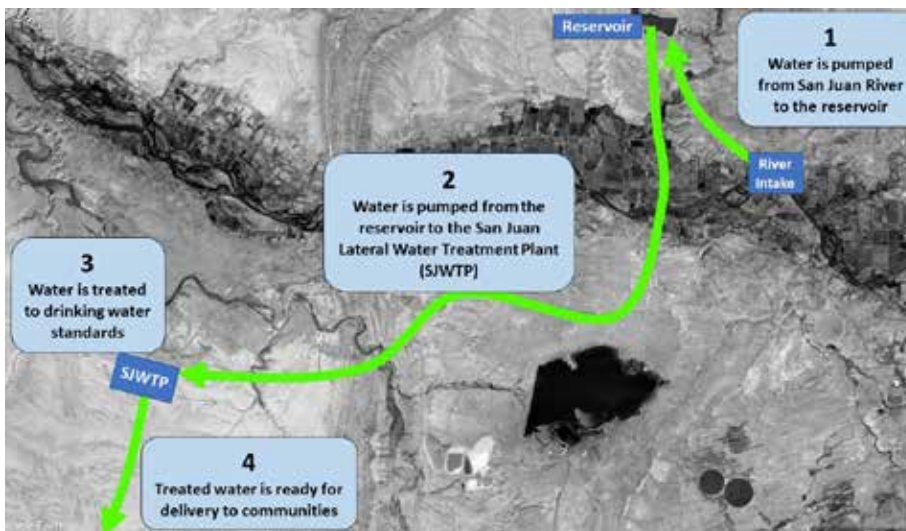 Reservoir
1
Water is pumped
from San Juan River
to the reservoir
River
Intake
2
Water is pumped from the
reservoir to the San Juan
Lateral Water Treatment Plant
(SJWTP)
3
Water is treated
to drinking water
standards
SJWTP
4
Treated water is ready for
delivery to communities